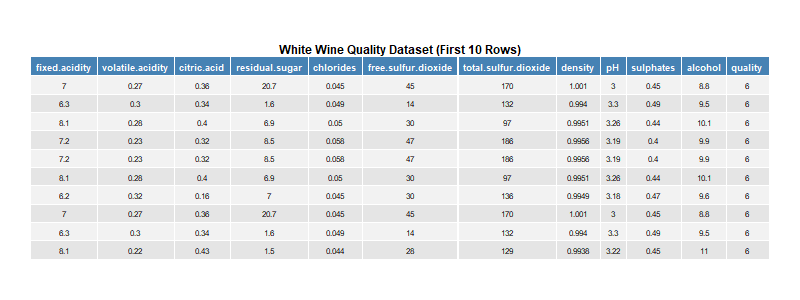 White Wine Quality Dataset (First 10 Rows)
fixed.acidity volatile.acidity citric.acid residual.sugar chlorides free.sulfur.dioxide total.sulfur.dioxide density pH sulphates alcohol quality
7 0.27 0.36 20.7 0.045 45 170 1.001 3 0.45 8.8 6
6.3 0.3 0.34 1.6 0.049 14 132 0.994 3.3 0.49 9.5 6
8.1 0.28 0.4 6.9 0.05 30 97 0.9951 3.26 0.44 10.1 6
7.2 0.23 0.32 8.5 0.058 47 186 0.9956 3.19 0.4 9.9 6
7.2 0.23 0.32 8.5 0.058 47 186 0.9956 3.19 0.4 9.9 6
8.1 0.28 0.4 6.9 0.05 30 97 0.9951 3.26 0.44 10.1 6
6.2 0.32 0.16 7 0.045 30 136 0.9949 3.18 0.47 9.6 6
7 0.27 0.36 20.7 0.045 45 170 1.001 3 0.45 8.8 6
6.3 0.3 0.34 1.6 0.049 14 132 0.994 3.3 0.49 9.5 6
8.1 0.22 0.43 1.5 0.044 28 129 0.9938 3.22 0.45 11 6